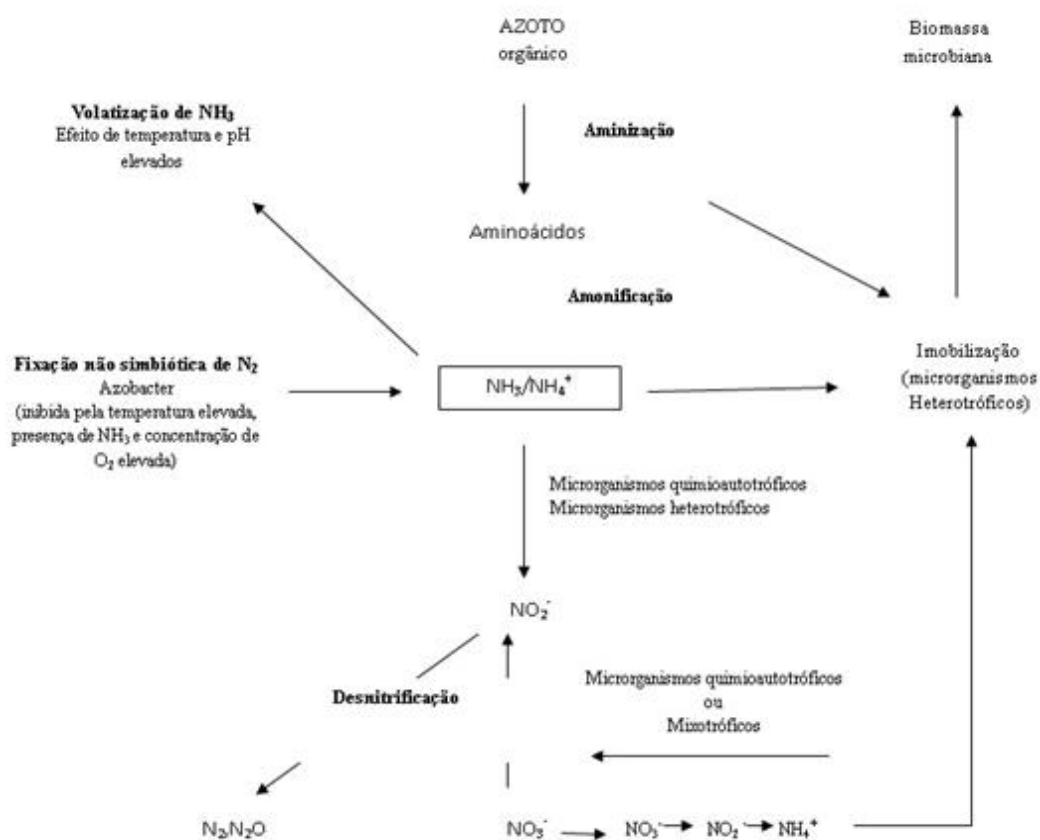 AZOTO
orgânico
Biomassa
microbiana
Volatização de NH₃
Efeito de temperatura e pH
elevados
Aminização
Aminoácidos
Amonificação
Fixação não simbiótica de N₂
Azobacter
(inibida pela temperatura elevada,
presença de NH₃ e concentração de
O₂ elevada)
NH₃/NH₄⁺
Imobilização
(microrganismos
Heterotróficos)
Microrganismos quimioautotróficos
Microrganismos heterotróficos
NO₂⁻
Desnitrificação
Microrganismos quimioautotróficos
ou
Mixotróficos
N₂,N₂O
NO₃⁻
NO₃⁻
NO₂⁻
NH₄⁺